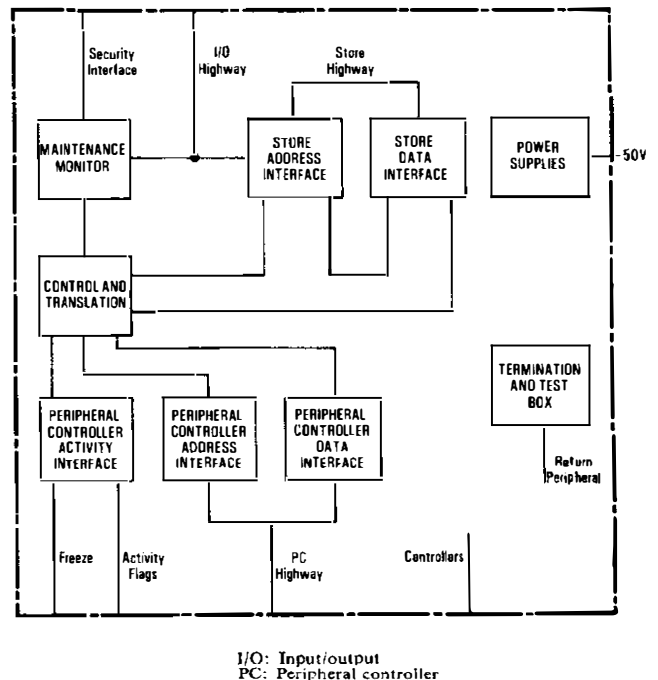 Security
Interface
I/O
Highway
Store
Highway
MAINTENANCE
MONITOR
STORE
ADDRESS
INTERFACE
STORE
DATA
INTERFACE
POWER
SUPPLIES
-50V
CONTROL AND
TRANSLATION
TERMINATION
AND TEST
BOX
PERIPHERAL
CONTROLLER
ACTIVITY
INTERFACE
PERIPHERAL
CONTROLLER
ADDRESS
INTERFACE
PERIPHERAL
CONTROLLER
DATA
INTERFACE
Return
Peripheral
Freeze
Activity
Flags
PC
Highway
Controllers
I/O: Input/output
PC: Peripheral controller